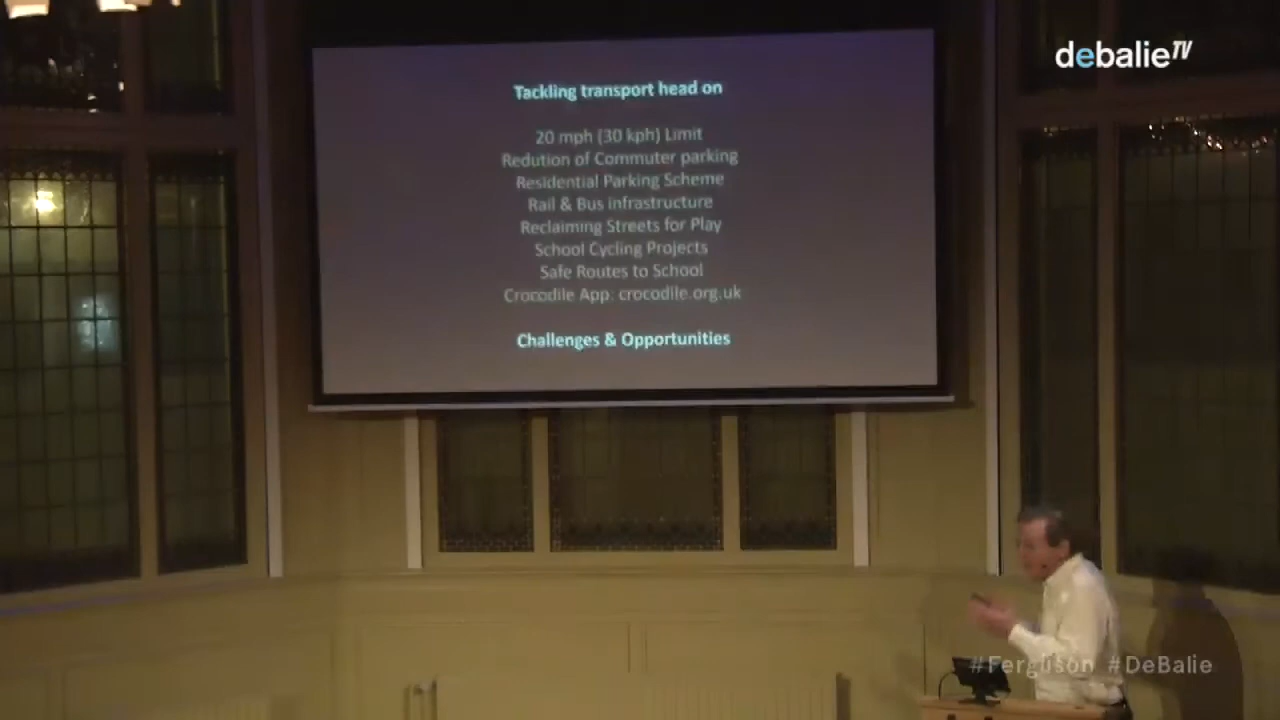 debalieTV
Tackling transport head on
20 mph (30 kph) Limit
Redution of Commuter parking
Residential Parking Scheme
Rail & Bus infrastructure
Reclaiming Streets for Play
School Cycling Projects
Safe Routes to School
Crocodile App: crocodile.org.uk
Challenges & Opportunities
#Ferguson #DeBalie